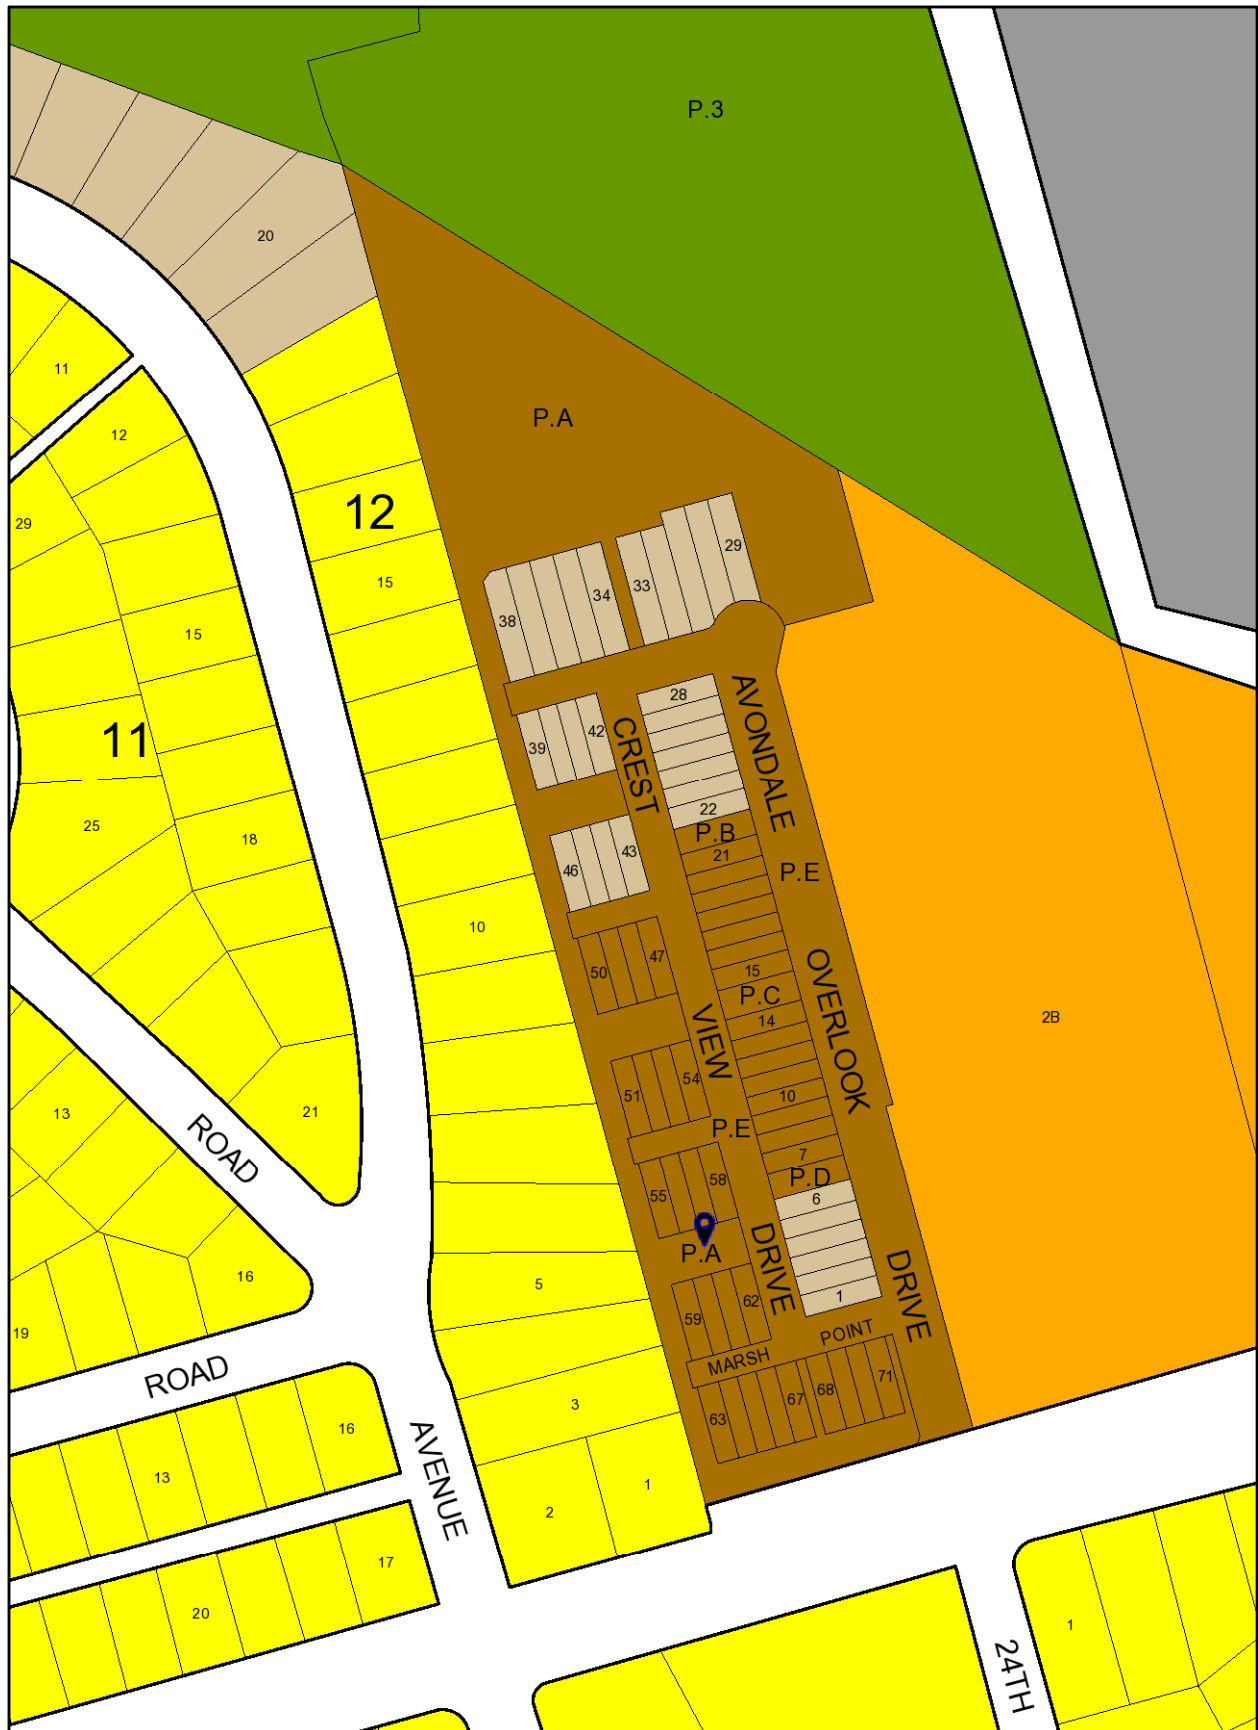 P.3
20
11
P.A
12
12
29
29
15
33
34
38
15
28
AVONDALE
CREST
42
39
11
22
P.B
25
18
43
21
46
P.E
10
47
OVERLOOK
50
15
P.C
2B
14
VIEW
54
51
10
13
21
P.E
ROAD
7
P.D
58
55
6
P.A
DRIVE
16
5
DRIVE
1
62
59
19
POINT
MARSH
ROAD
71
68
67
3
63
16
AVENUE
13
1
2
17
20
1
24TH